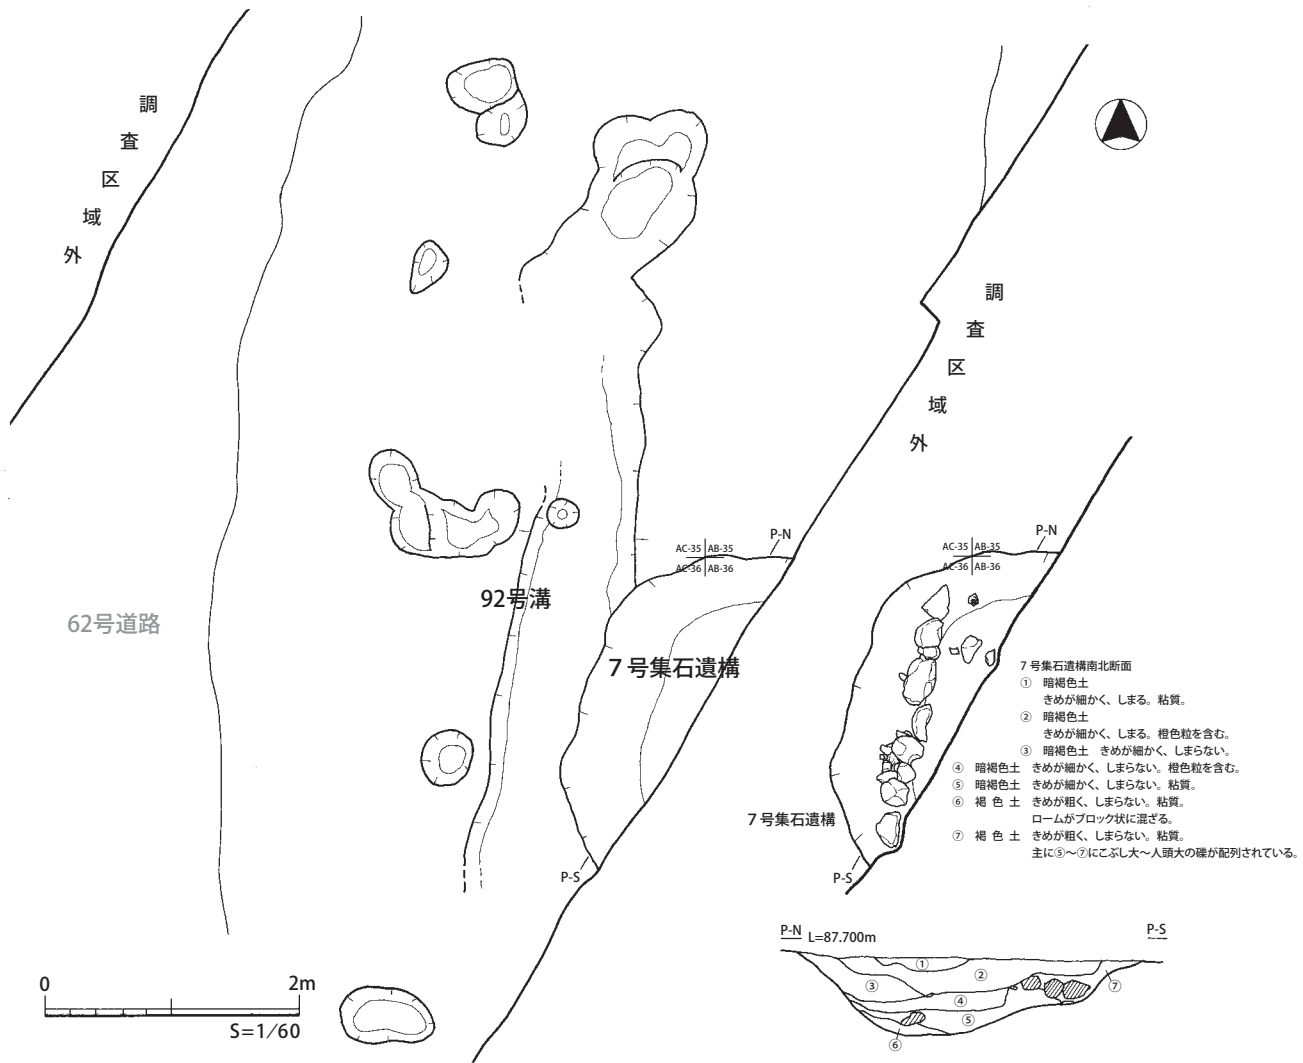 調査区域外
調査区域外
P-N
AC-35 AB-35
AC-36 AB-36
P-N
AC-35 AB-35
AC-36 AB-36
92号溝
62号道路
7号集石遺構
P-S
7号集石遺構
P-S
7号集石遺構南北断面
① 暗褐色土
きめが細かく、しまる。粘質。
② 暗褐色土
きめが細かく、しまる。橙色粒を含む。
③ 暗褐色土 きめが細かく、しまらない。
④ 暗褐色土 きめが細かく、しまらない。橙色粒を含む。
⑤ 暗褐色土 きめが細かく、しまらない。粘質。
⑥ 褐色土 きめが粗く、しまらない。粘質。
ロームがブロック状に混ざる。
⑦ 褐色土 きめが粗く、しまらない。粘質。
主に⑤～⑦にこぶし大～人頭大の礫が配列されている。
P-N L=87.700m P-S
①
②
③
④
⑤
⑥
⑦
0 2m
S=1/60